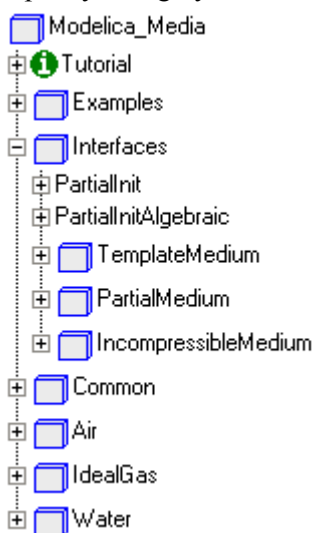 Modelica_Media
Tutorial
Examples
Interfaces
PartialInit
PartialInitAlgebraic
TemplateMedium
PartialMedium
IncompressibleMedium
Common
Air
IdealGas
Water